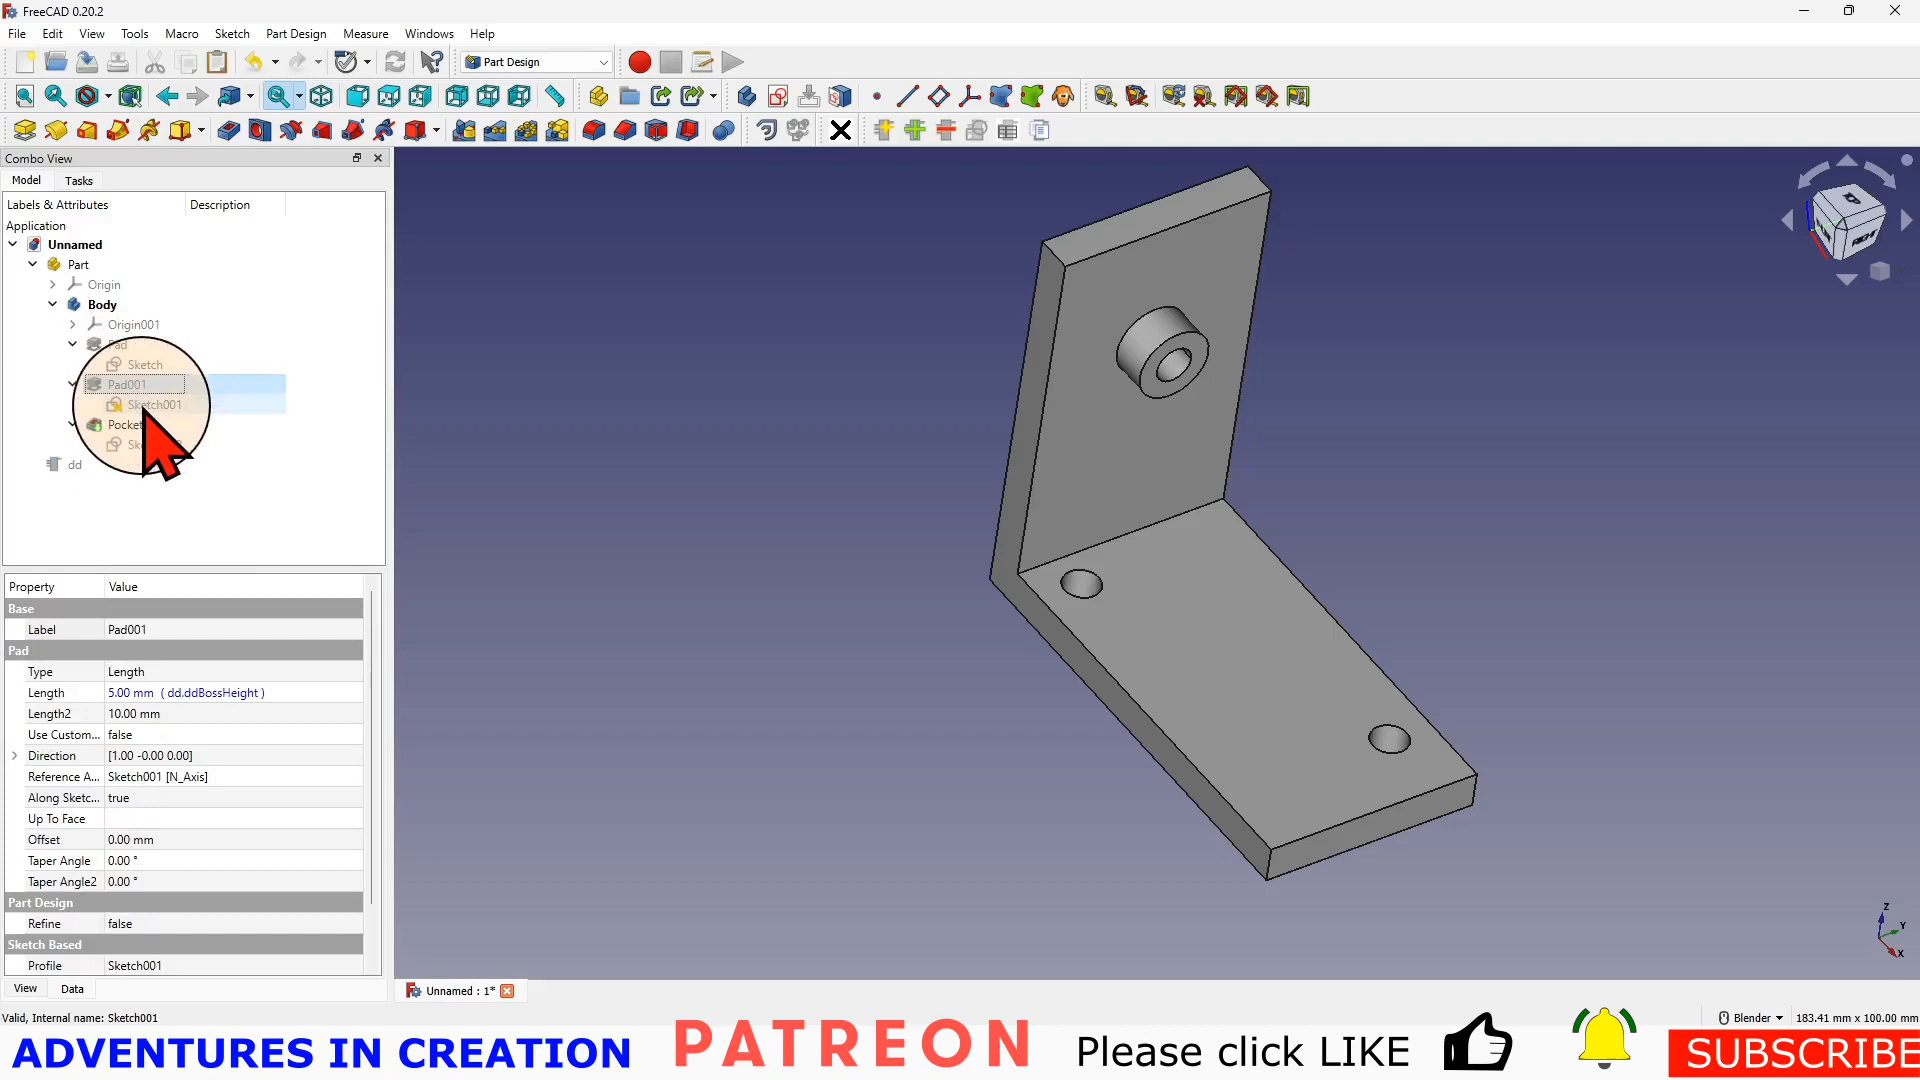 FreeCAD 0.20.2
File Edit View Tools Macro Sketch Part Design Measure Windows Help
Part Design
Combo View
Model Tasks
Labels & Attributes Description
Application
Unnamed
Part
Origin
Body
Origin001
Pad
Sketch
Pad001
Sketch001
Pocket
dd
Property Value
Base
Label Pad001
Pad
Type Length
Length 5.00 mm ( dd.ddBossHeight )
Length2 10.00 mm
Use Custom... false
Direction [1.00 -0.00 0.00]
Reference A... Sketch001 [N_Axis]
Along Sketc... true
Up To Face
Offset 0.00 mm
Taper Angle 0.00 °
Taper Angle2 0.00 °
Part Design
Refine false
Sketch Based
Profile Sketch001
View Data
Unnamed : 1*
Valid, Internal name: Sketch001
Blender 183.41 mm x 100.00 mm
RIGHT
Z
Y
X
ADVENTURES IN CREATION PATREON Please click LIKE SUBSCRIBE